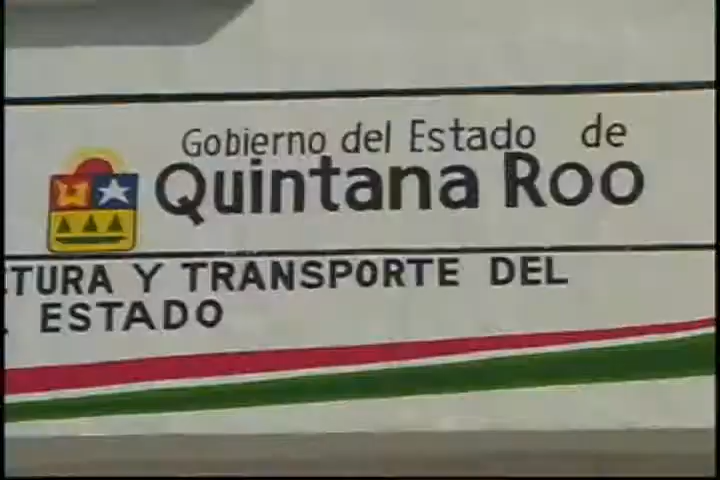 Gobierno del Estado de
Quintana Roo
TURA Y TRANSPORTE DEL
ESTADO